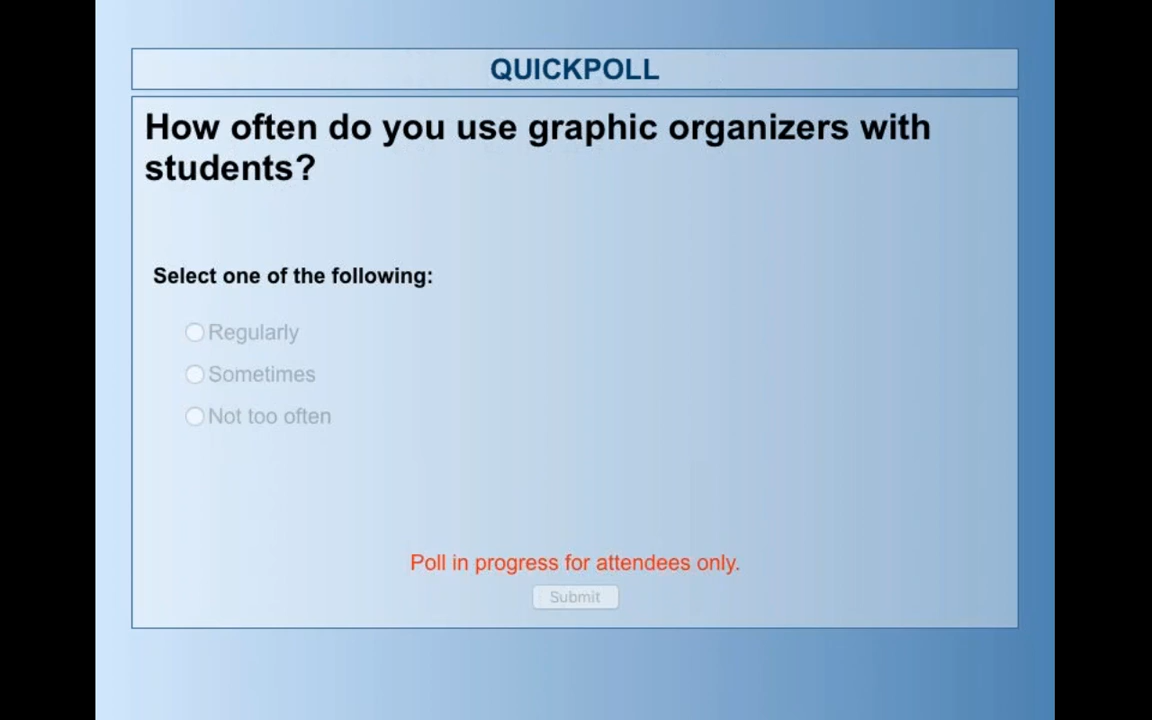 QUICKPOLL
How often do you use graphic organizers with
students?
Select one of the following:
Regularly
Sometimes
Not too often
Poll in progress for attendees only.
Submit